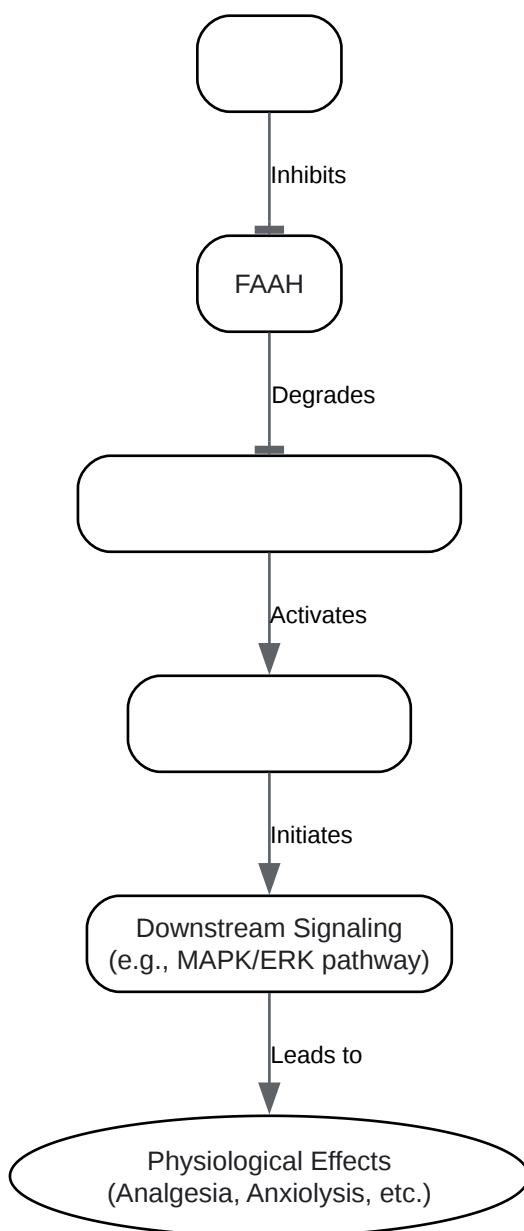 Inhibits
FAAH
Degrades
Activates
Initiates
Downstream Signaling
(e.g., MAPK/ERK pathway)
Leads to
Physiological Effects
(Analgesia, Anxiolysis, etc.)